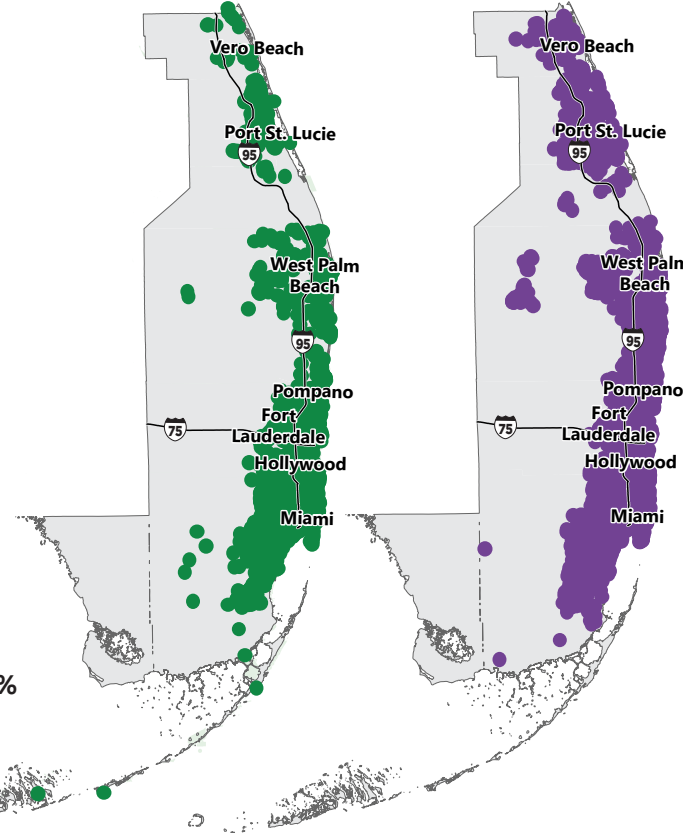 Vero Beach
Port St. Lucie
95
West Palm
Beach
95
Pompano
Fort
Lauderdale
75
Hollywood
Miami
%
Vero Beach
Port St. Lucie
95
West Palm
Beach
95
Pompano
Fort
Lauderdale
75
Hollywood
Miami